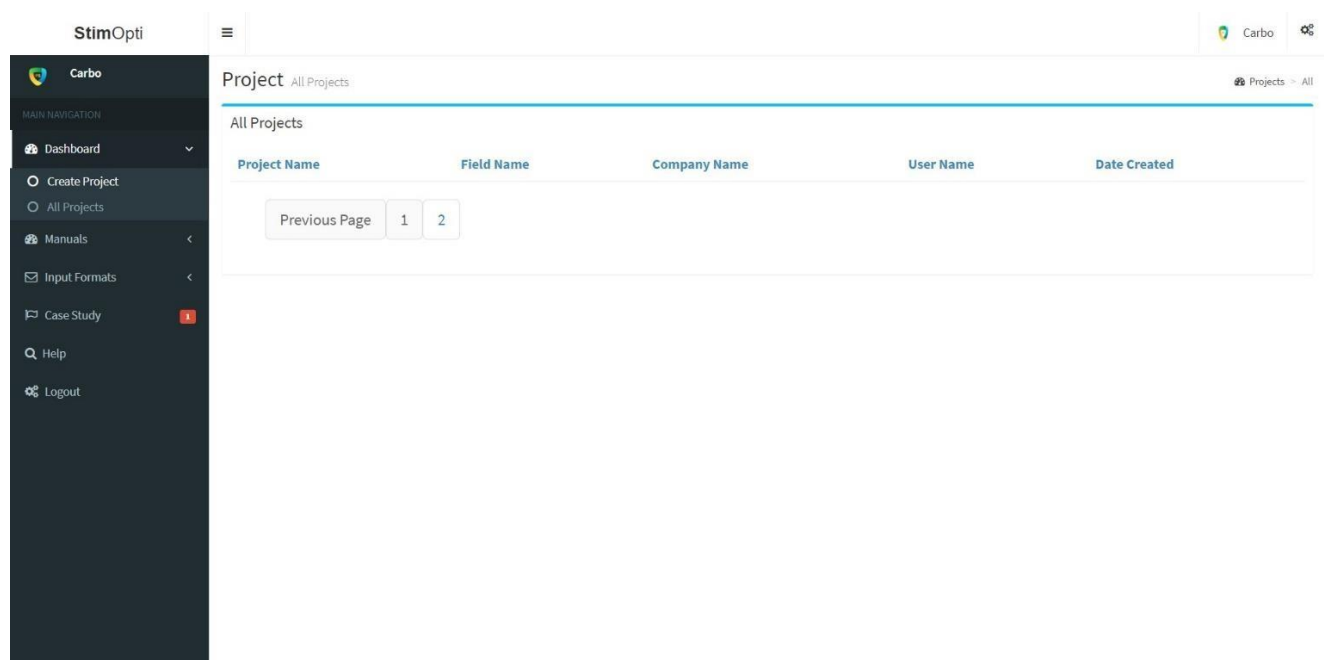 StimOpti
Carbo
Carbo
MAIN NAVIGATION
Dashboard
Create Project
All Projects
Manuals
Input Formats
Case Study 1
Help
Logout
Project All Projects
Projects > All
All Projects
Project Name Field Name Company Name User Name Date Created
Previous Page 1 2